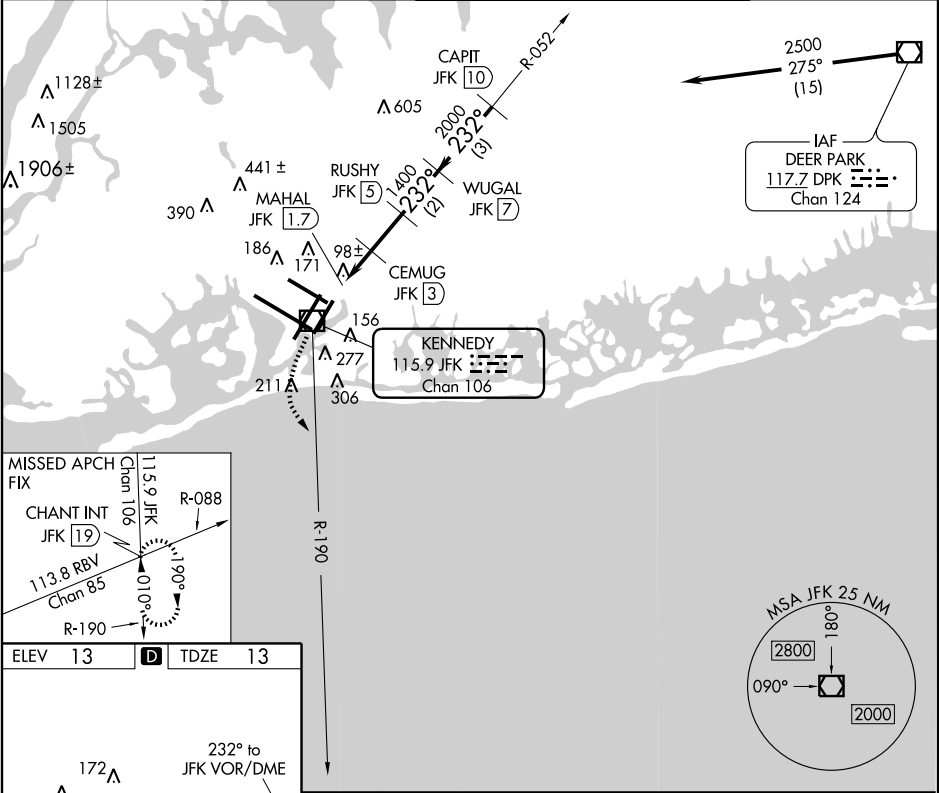 1128±
1505
1906±
441 ±
390
186
171
98±
605
CAPIT
JFK 10
R-052
2000
232°
(3)
RUSHY
JFK 5
1400
232°
(2)
WUGAL
JFK 7
MAHAL
JFK 1.7
CEMUG
JFK 3
2500
275°
(15)
IAF
DEER PARK
117.7 DPK
Chan 124
156
277
211
306
KENNEDY
115.9 JFK
Chan 106
R-190
MISSED APCH
FIX
115.9 JFK
Chan 106
CHANT INT
JFK 19
R-088
113.8 RBV
Chan 85
010°
190°
R-190
MSA JFK 25 NM
180°
2800
090°
2000
ELEV 13 D TDZE 13
172
232° to
JFK VOR/DME